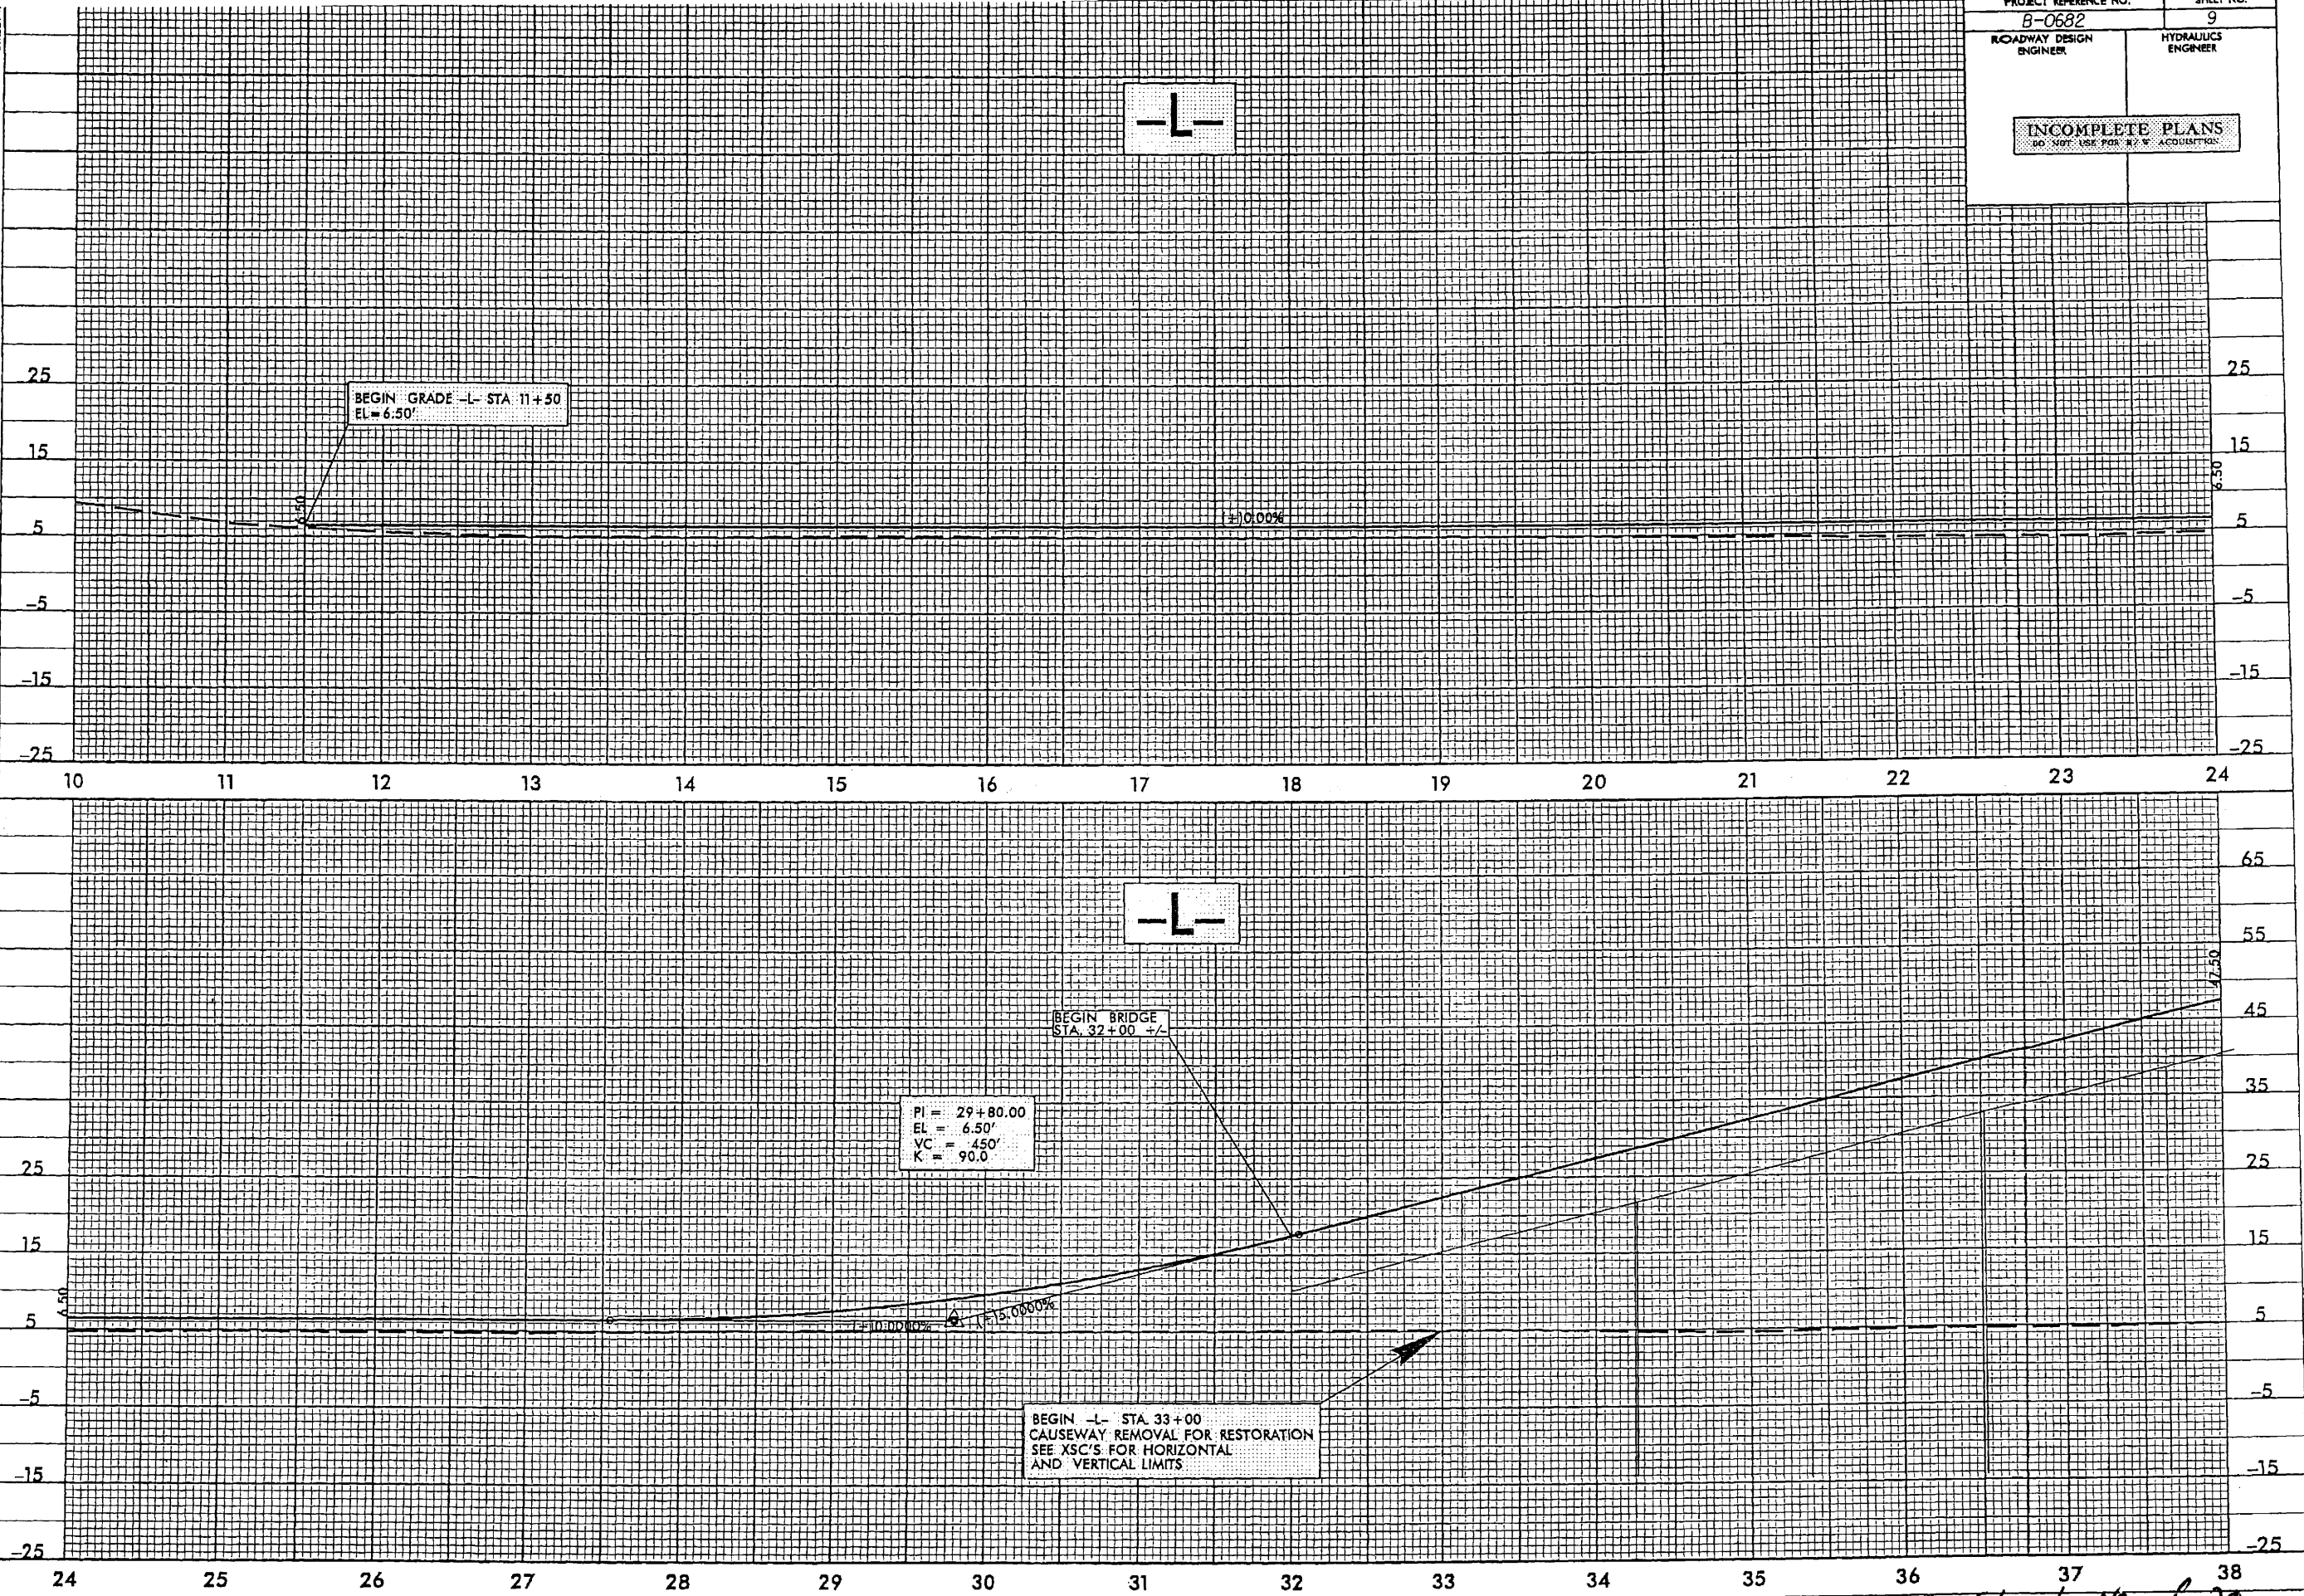 PROJECT REFERENCE NO. SHEET NO.
B-0682 9
ROADWAY DESIGN ENGINEER HYDRAULICS ENGINEER
INCOMPLETE PLANS
DO NOT USE FOR R/W ACQUISITION
-L-
BEGIN GRADE -L- STA 11+50
EL=6.50'
6.50
(+)0.00%
6.50
25 25
15 15
5 5
-5 -5
-15 -15
-25 -25
10 11 12 13 14 15 16 17 18 19 20 21 22 23 24
-L-
65
55
47.50
45
35
BEGIN BRIDGE
STA. 32+00 +/-
PI = 29+80.00
EL = 6.50'
VC = 450'
K = 90.0
25 25
15 15
6.50
5 5
(+)0.0000%
(+)5.0000%
-5 -5
BEGIN -L- STA. 33+00
CAUSEWAY REMOVAL FOR RESTORATION
SEE XSC'S FOR HORIZONTAL
AND VERTICAL LIMITS
-15 -15
-25 -25
24 25 26 27 28 29 30 31 32 33 34 35 36 37 38